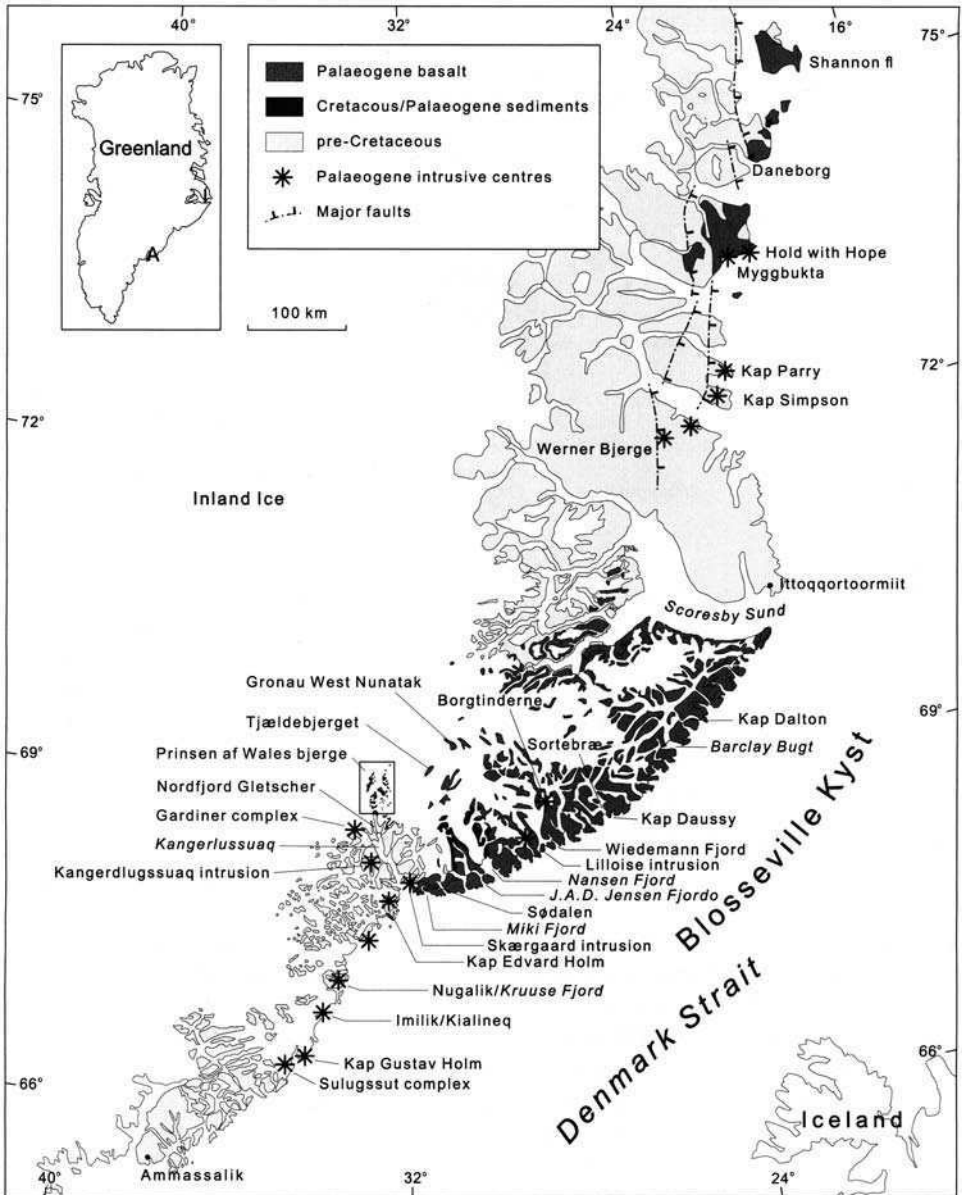 40°
32°
24°
16°
75°
75°
Greenland
A
Palaeogene basalt
Cretacous/Palaeogene sediments
pre-Cretaceous
Palaeogene intrusive centres
Major faults
100 km
Shannon fl
Daneborg
Hold with Hope
Myggbukta
72°
Kap Parry
Kap Simpson
72°
Werner Bjerge
Inland Ice
Ittoqqortoormiit
Scoresby Sund
Gronau West Nunatak
Borgtinderne
Tjældebjerget
69°
Kap Dalton
Sortebræ
Barclay Bugt
69°
Prinsen af Wales bjerge
Nordfjord Gletscher
Gardiner complex
Kap Daussy
Kangerlussuaq
Wiedemann Fjord
Kangerdlugssuaq intrusion
Lilloise intrusion
Nansen Fjord
J.A.D. Jensen Fjordo
Sødalen
Miki Fjord
Skærgaard intrusion
Kap Edvard Holm
Blosseville Kyst
Nugalik/Kruuse Fjord
Imilik/Kialineq
Denmark Strait
66°
Kap Gustav Holm
66°
Sulugssut complex
Iceland
Ammassalik
40°
32°
24°